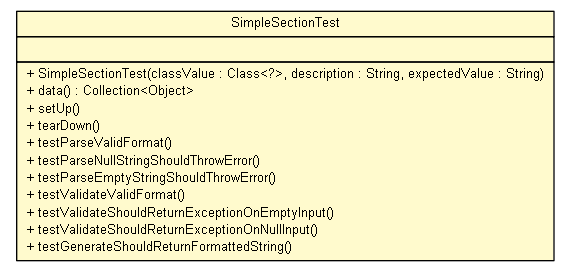 SimpleSectionTest
+ SimpleSectionTest(classValue : Class<?>, description : String, expectedValue : String)
+ data() : Collection<Object>
+ setUp()
+ tearDown()
+ testParseValidFormat()
+ testParseNullStringShouldThrowError()
+ testParseEmptyStringShouldThrowError()
+ testValidateValidFormat()
+ testValidateShouldReturnExceptionOnEmptyInput()
+ testValidateShouldReturnExceptionOnNullInput()
+ testGenerateShouldReturnFormattedString()